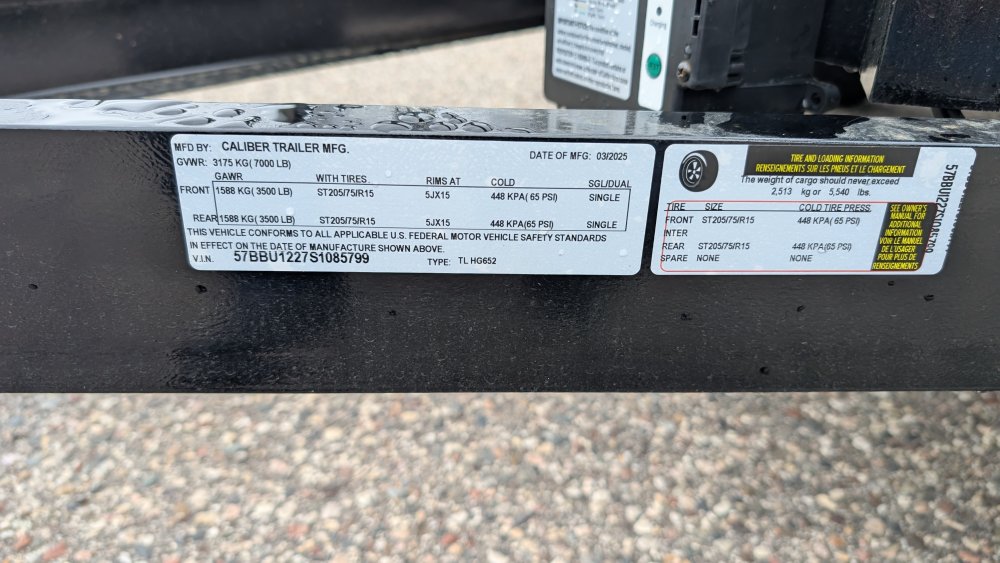 Charging
MFD BY: CALIBER TRAILER MFG.
DATE OF MFG: 03/2025
GVWR: 3175 KG(7000 LB)
GAWR WITH TIRES RIMS AT COLD SGL/DUAL
FRONT 1588 KG(3500 LB) ST205/75/R15 5JX15 448 KPA(65 PSI) SINGLE
REAR 1588 KG(3500 LB) ST205/75/R15 5JX15 448 KPA(65 PSI) SINGLE
THIS VEHICLE CONFORMS TO ALL APPLICABLE U.S. FEDERAL MOTOR VEHICLE SAFETY STANDARDS
IN EFFECT ON THE DATE OF MANUFACTURE SHOWN ABOVE.
V.I.N. 57BBU1227S1085799 TYPE: TL HG652
TIRE AND LOADING INFORMATION
RENSEIGNEMENTS SUR LES PNEUS ET LE CHARGEMENT
The weight of cargo should never exceed
2,513 kg or 5,540 lbs.
TIRE SIZE COLD TIRE PRESS
FRONT ST205/75/R15 448 KPA(65 PSI)
INTER
REAR ST205/75/R15 448 KPA(65 PSI)
SPARE NONE NONE
SEE OWNER'S
MANUAL FOR
ADDITIONAL
INFORMATION
VOIR LE MANUEL
DE L'USAGER
POUR PLUS DE
RENSEIGNEMENTS